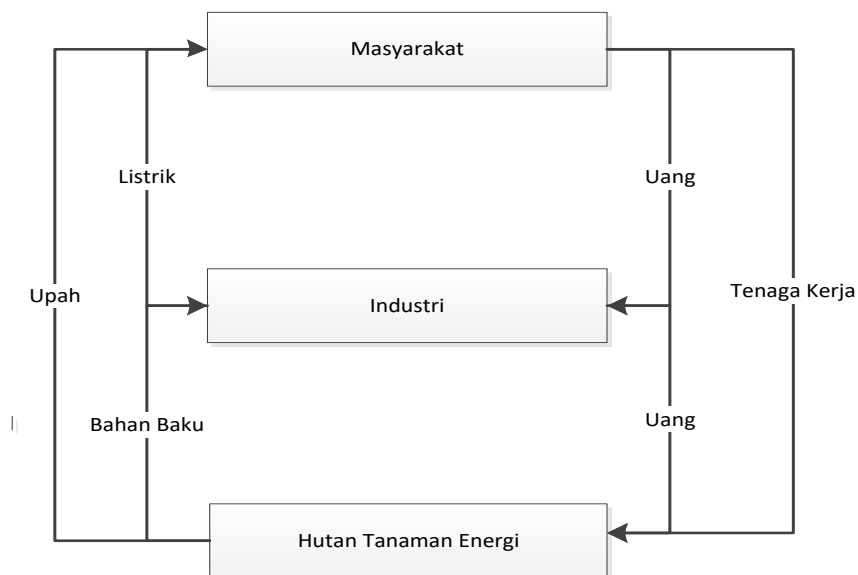 Masyarakat
Listrik
Uang
Upah
Industri
Tenaga Kerja
Bahan Baku
Uang
Hutan Tanaman Energi